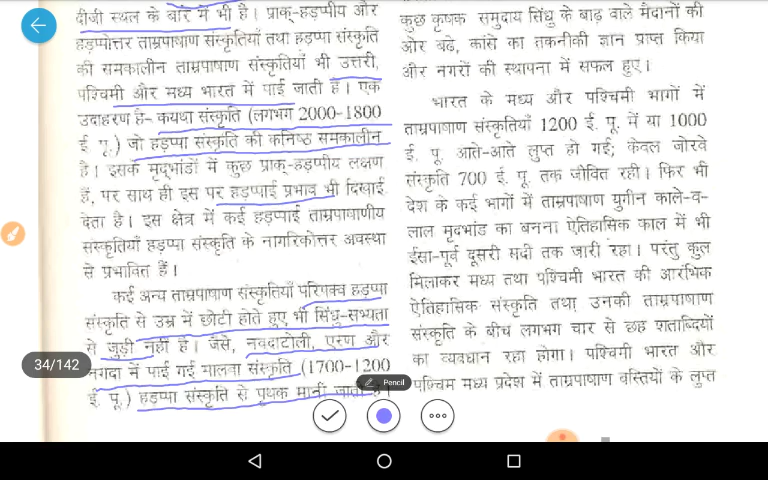 दीजी स्थल के बारे में भी है। प्राक्-हड़प्पीय और
हड़प्पोत्तर ताम्रपाषाण संस्कृतियाँ तथा हड़प्पा संस्कृति
की समकालीन ताम्रपाषाण संस्कृतियाँ भी उत्तरी,
पश्चिमी और मध्य भारत में पाई जाती हैं। एक
उदाहरण है- कयथा संस्कृति (लगभग 2000-1800
ई. पू.) जो हड़प्पा संस्कृति की कनिष्ठ समकालीन
है। इसके मृद्भांडों में कुछ प्राक्-हड़प्पीय लक्षण
हैं, पर साथ ही इस पर हड़प्पाई प्रभाव भी दिखाई
देता है। इस क्षेत्र में कई हड़प्पाई ताम्रपाषाणीय
संस्कृतियाँ हड़प्पा संस्कृति के नागरिकोत्तर अवस्था
से प्रभावित हैं।
कई अन्य ताम्रपाषाण संस्कृतियाँ परिपक्व हड़प्पा
संस्कृति से उम्र में छोटी होते हुए भी सिंधु-सभ्यता
से जुड़ी नहीं हैं। जैसे, नवदाटोली, एरण और
नगदा में पाई गई मालवा संस्कृति (1700-1200
ई. पू.) हड़प्पा संस्कृति से पृथक मानी जाती है।
कुछ कृषक समुदाय सिंधु के बाढ़ वाले मैदानों की
ओर बढ़े, कांसे का तकनीकी ज्ञान प्राप्त किया
और नगरों की स्थापना में सफल हुए।
भारत के मध्य और पश्चिमी भागों में
ताम्रपाषाण संस्कृतियाँ 1200 ई. पू. में या 1000
ई. पू. आते-आते लुप्त हो गई; केवल जोरवे
संस्कृति 700 ई. पू. तक जीवित रही। फिर भी
देश के कई भागों में ताम्रपाषाण युगीन काले-व-
लाल मृदभांड का बनना ऐतिहासिक काल में भी
ईसा-पूर्व दूसरी सदी तक जारी रहा। परंतु कुल
मिलाकर मध्य तथा पश्चिमी भारत की आरंभिक
ऐतिहासिक संस्कृति तथा उनकी ताम्रपाषाण
संस्कृति के बीच लगभग चार से छह शताब्दियों
का व्यवधान रहा होगा। पश्चिमी भारत और
पश्चिम मध्य प्रदेश में ताम्रपाषाण वस्तियों के लुप्त
34/142
Pencil